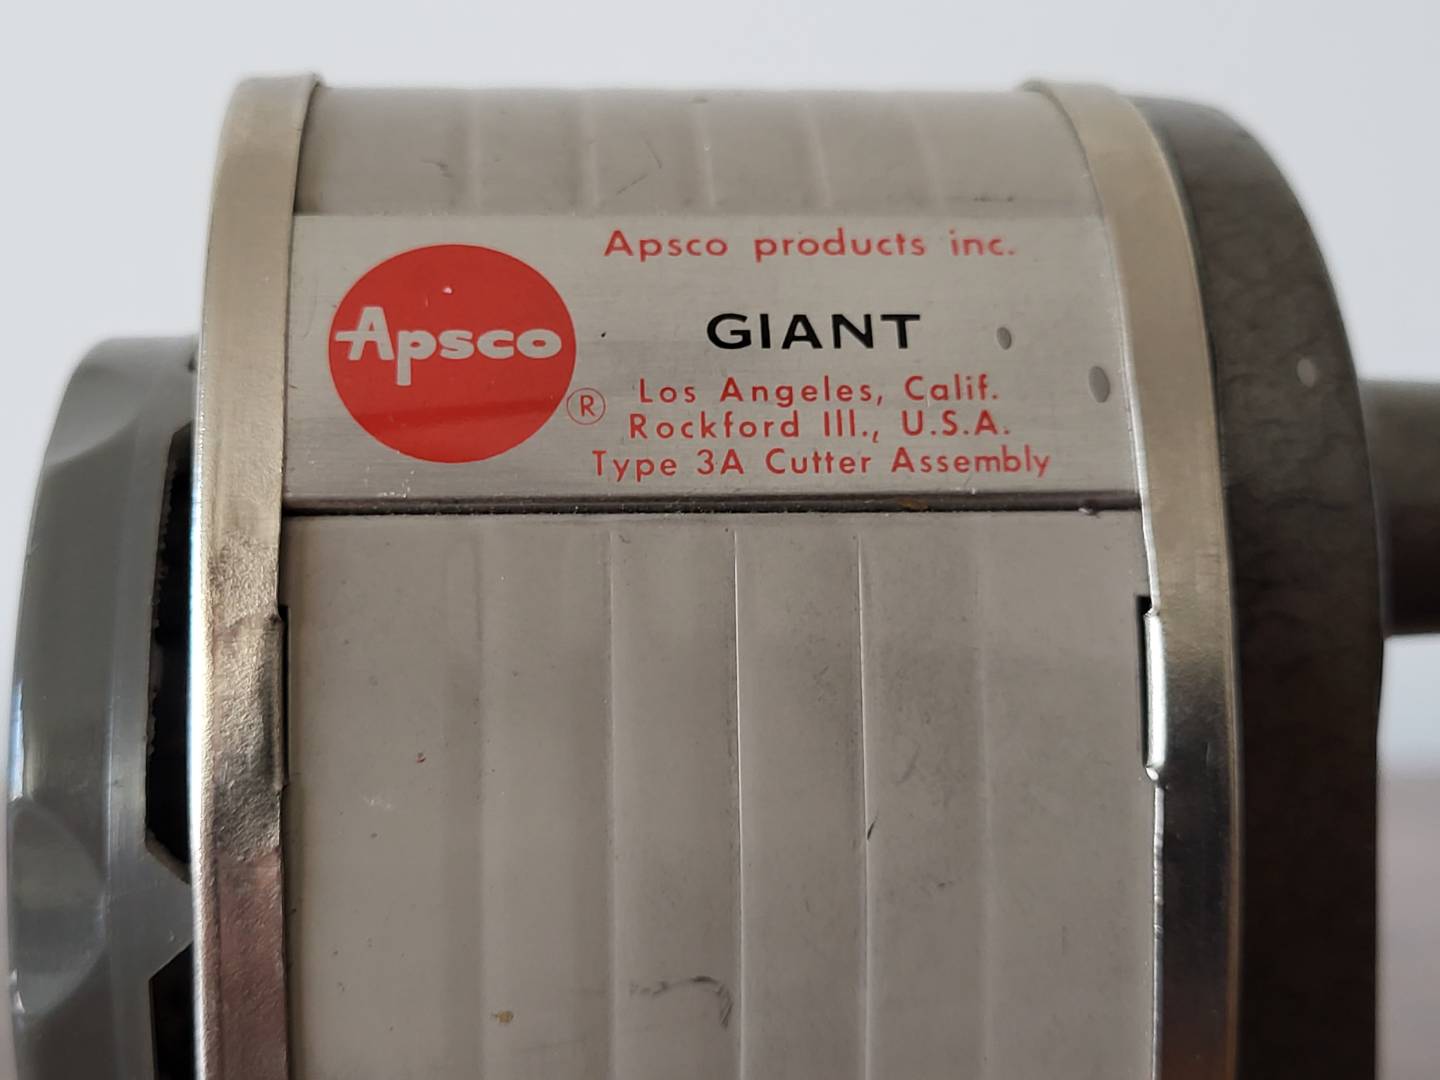 Apsco products inc.
Apsco
®
GIANT
Los Angeles, Calif.
Rockford Ill., U.S.A.
Type 3A Cutter Assembly